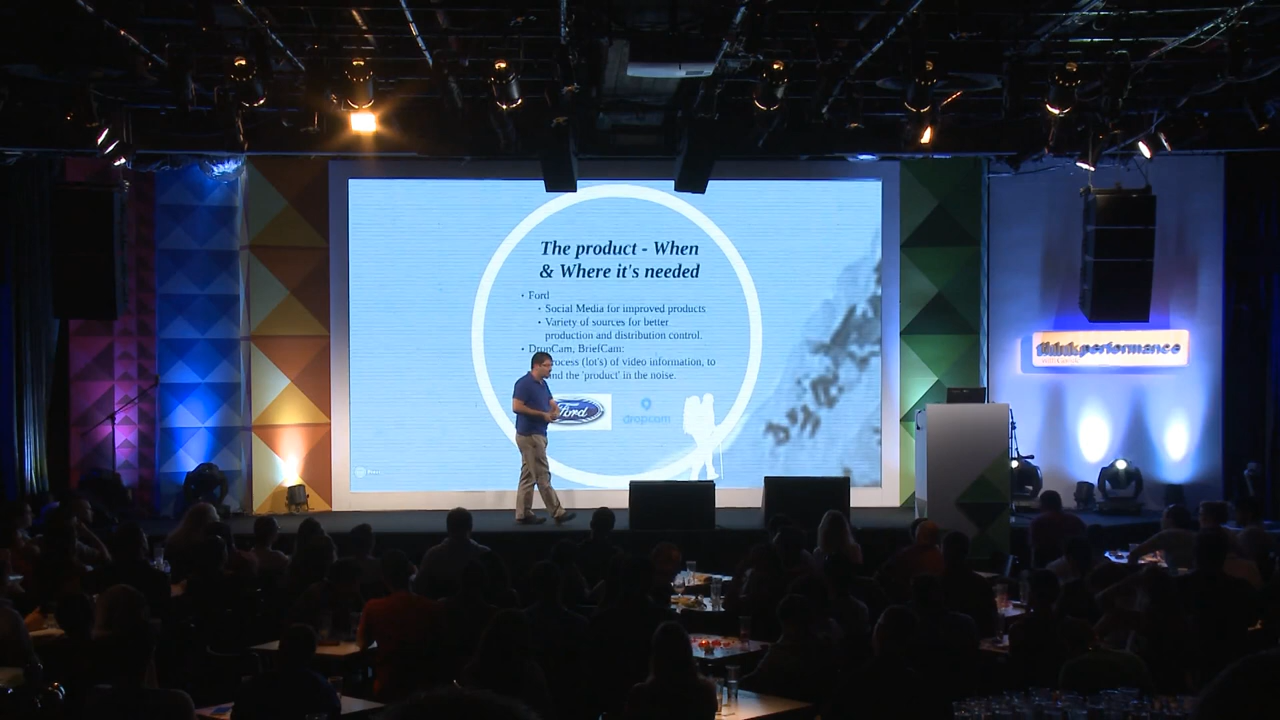 The product - When
& Where it's needed
• Ford
• Social Media for improved products
• Variety of sources for better
production and distribution control.
• DropCam, BriefCam:
(lot's) of video information, to
the 'product' in the noise.
Ford
dropcam
thinkperformance